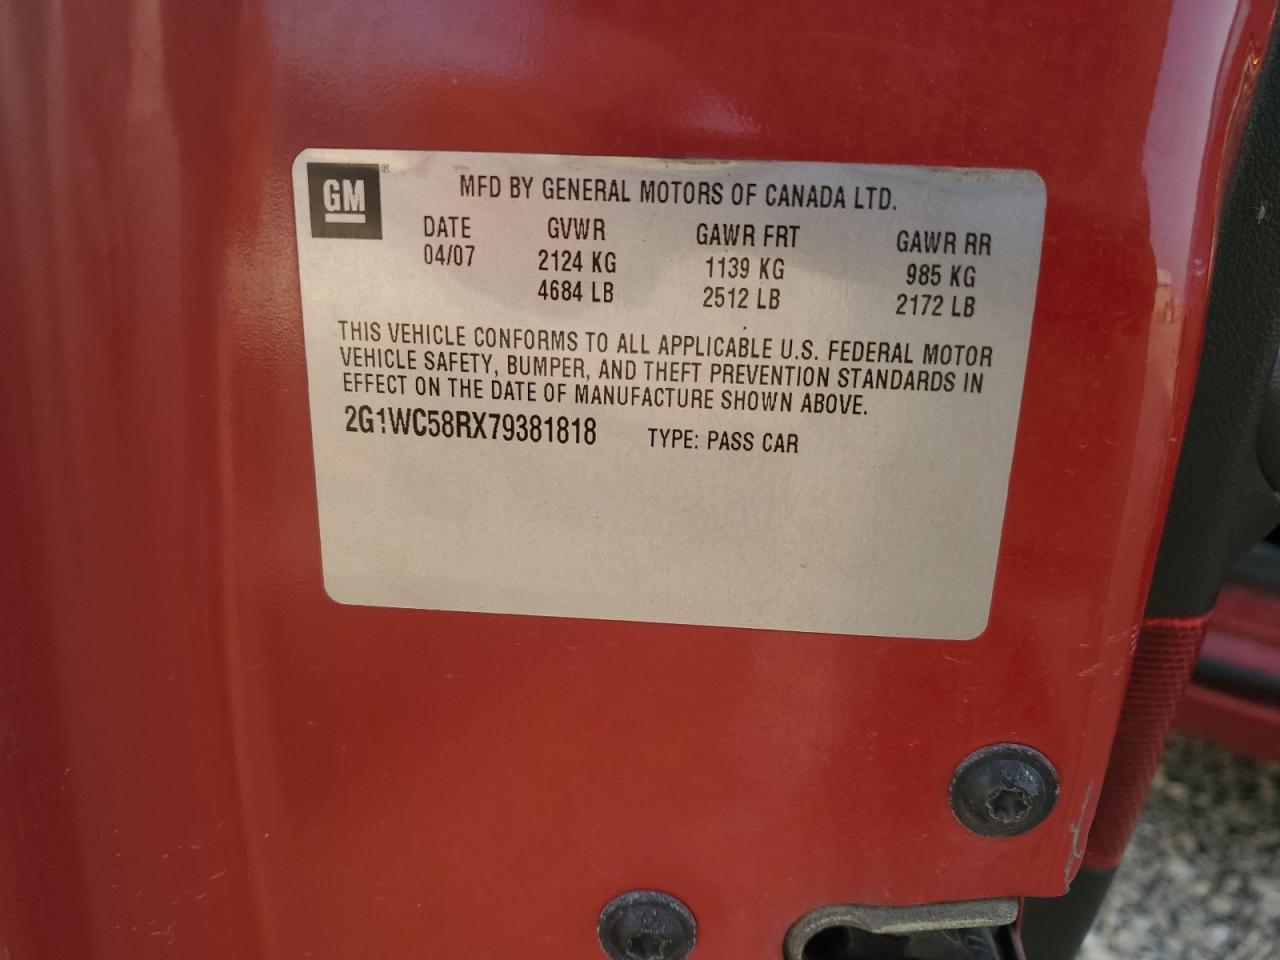 GM ®
MFD BY GENERAL MOTORS OF CANADA LTD.
DATE GVWR GAWR FRT GAWR RR
04/07 2124 KG 1139 KG 985 KG
4684 LB 2512 LB 2172 LB
THIS VEHICLE CONFORMS TO ALL APPLICABLE U.S. FEDERAL MOTOR
VEHICLE SAFETY, BUMPER, AND THEFT PREVENTION STANDARDS IN
EFFECT ON THE DATE OF MANUFACTURE SHOWN ABOVE.
2G1WC58RX79381818 TYPE: PASS CAR